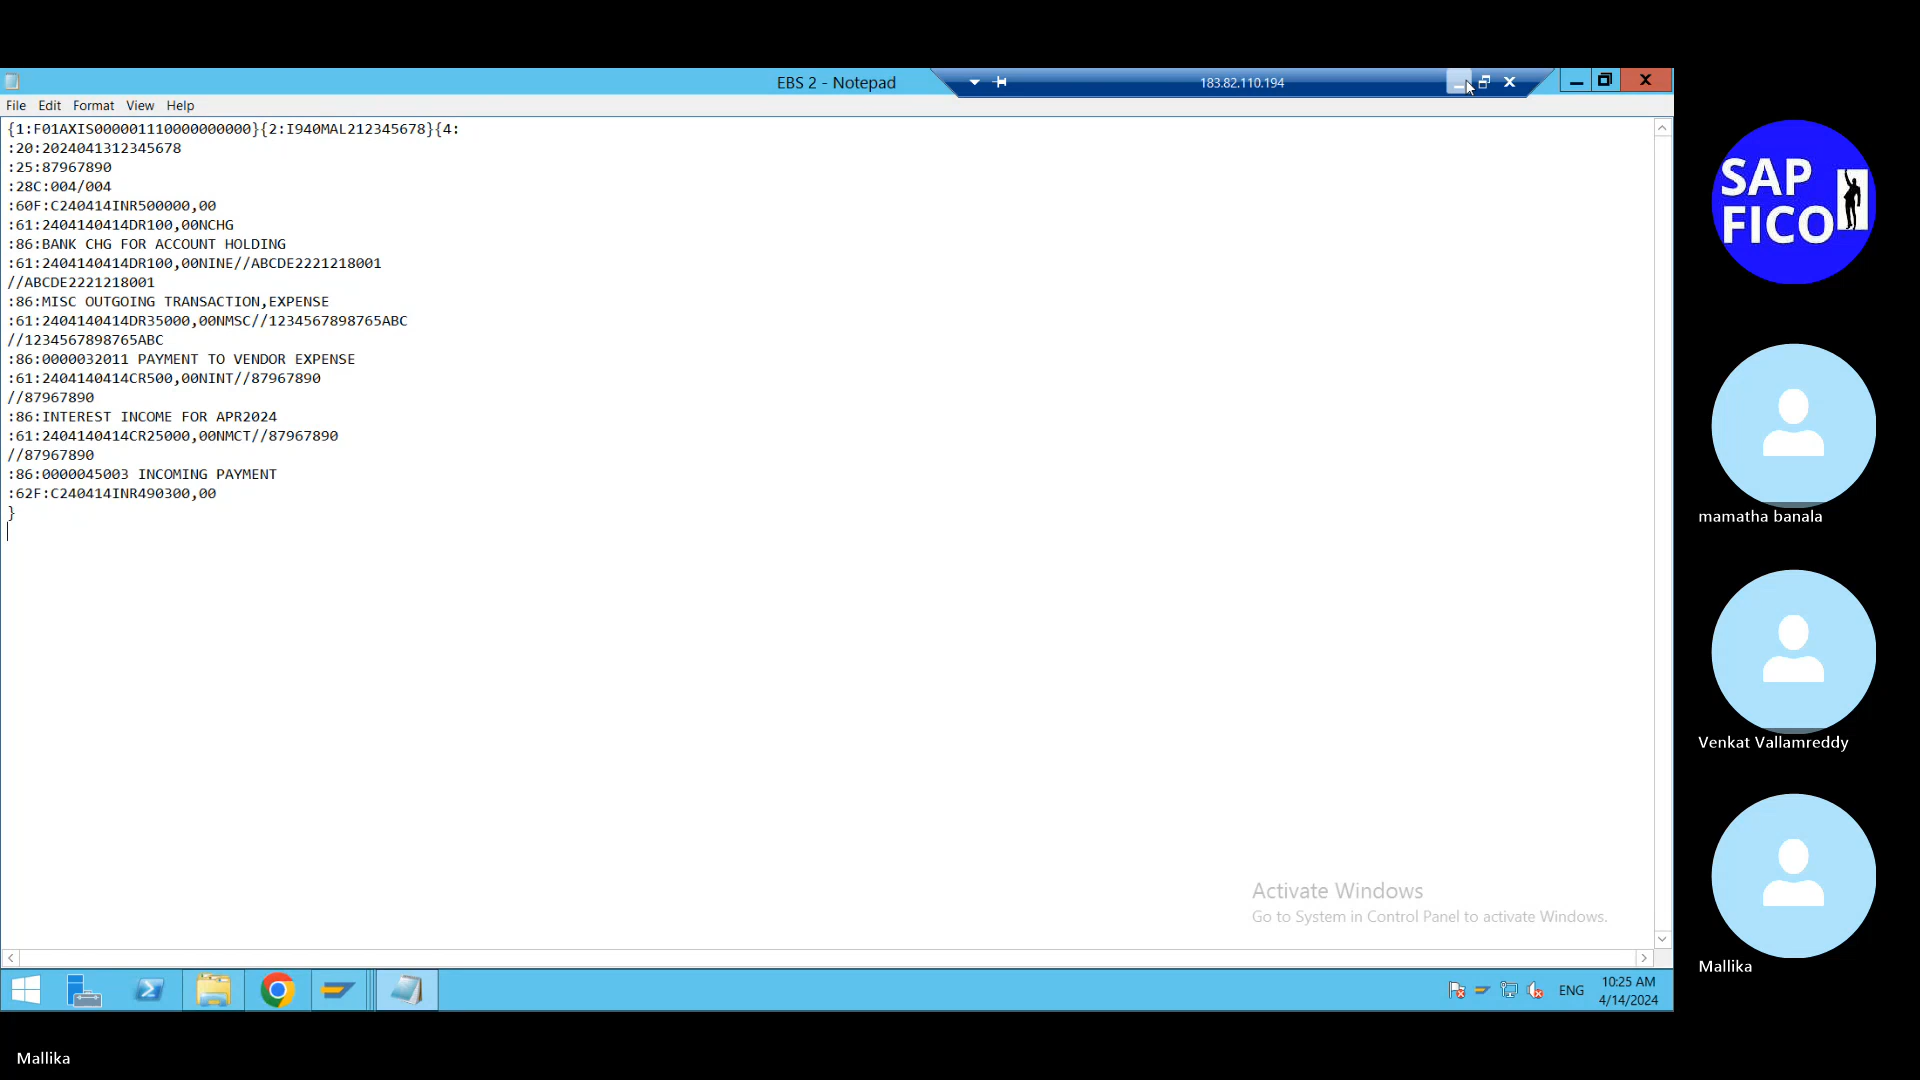 EBS 2 - Notepad
183.82.110.194
File Edit Format View Help
{1:F01AXIS000001110000000000}{2:I940MAL212345678}{4:
:20:2024041312345678
:25:87967890
:28C:004/004
:60F:C240414INR500000,00
:61:2404140414DR100,00NCHG
:86:BANK CHG FOR ACCOUNT HOLDING
:61:2404140414DR100,00NINE//ABCDE2221218001
//ABCDE2221218001
:86:MISC OUTGOING TRANSACTION,EXPENSE
:61:2404140414DR35000,00NMSC//1234567898765ABC
//1234567898765ABC
:86:0000032011 PAYMENT TO VENDOR EXPENSE
:61:2404140414CR500,00NINT//87967890
//87967890
:86:INTEREST INCOME FOR APR2024
:61:2404140414CR25000,00NMCT//87967890
//87967890
:86:0000045003 INCOMING PAYMENT
:62F:C240414INR490300,00
}
Activate Windows
Go to System in Control Panel to activate Windows.
ENG
10:25 AM
4/14/2024
SAP
FICO
mamatha banala
Venkat Vallamreddy
Mallika
Mallika